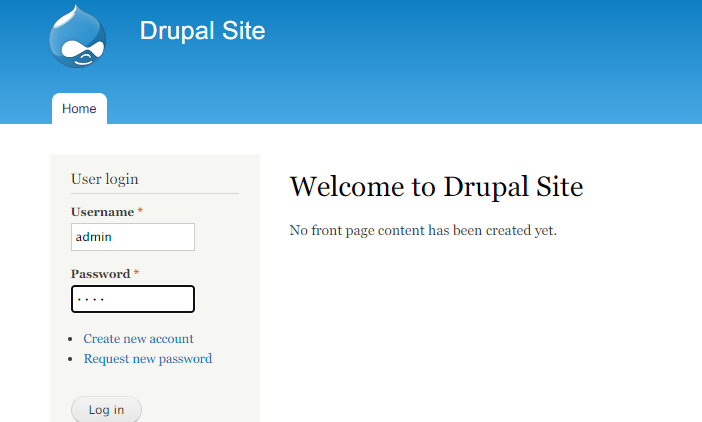 Drupal Site
Home
User login
Username *
admin
Password *
····
Create new account
Request new password
Log in
Welcome to Drupal Site
No front page content has been created yet.